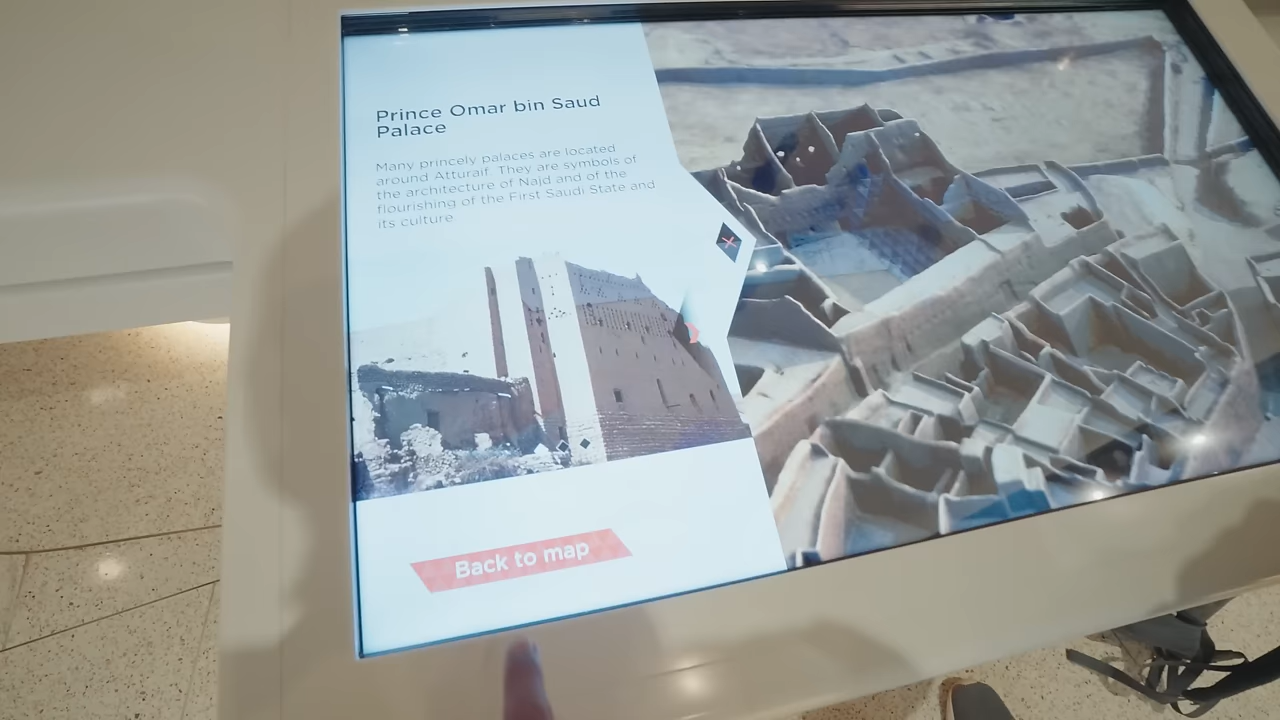 Prince Omar bin Saud
Palace
Many princely palaces are located
around Atturaif. They are symbols of
the architecture of Najd and of the
flourishing of the First Saudi State and
its culture
Back to map